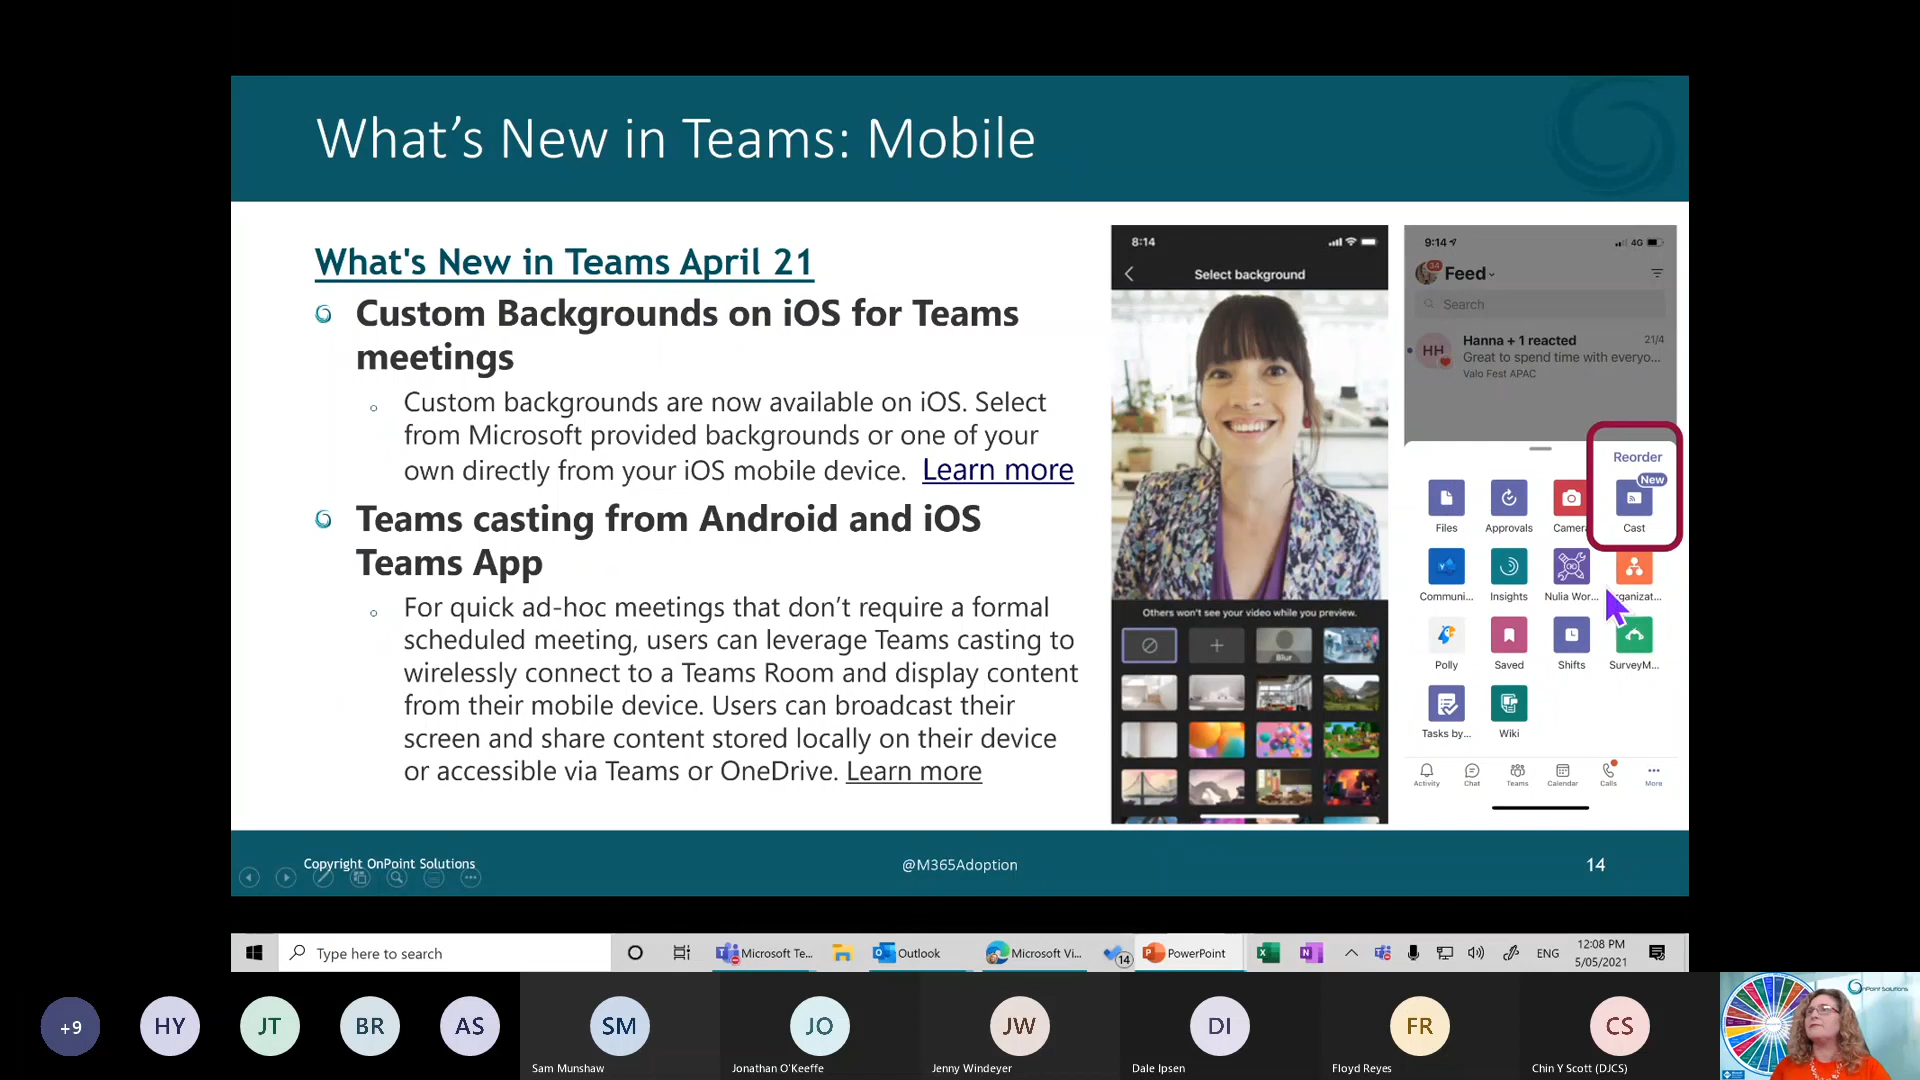 What's New in Teams: Mobile
What's New in Teams April 21
Custom Backgrounds on iOS for Teams
meetings
Custom backgrounds are now available on iOS. Select
from Microsoft provided backgrounds or one of your
own directly from your iOS mobile device. Learn more
Teams casting from Android and iOS
Teams App
For quick ad-hoc meetings that don't require a formal
scheduled meeting, users can leverage Teams casting to
wirelessly connect to a Teams Room and display content
from their mobile device. Users can broadcast their
screen and share content stored locally on their device
or accessible via Teams or OneDrive. Learn more
8:14
Select background
Others won't see your video while you preview.
Blur
9:14
4G
Feed
Search
HH
Hanna + 1 reacted
21/4
Great to spend time with everyo...
Valo Fest APAC
Reorder
New
Files Approvals Camera Cast
Communi... Insights Nulia Wor... rganizat...
Polly Saved Shifts SurveyM...
Tasks by... Wiki
Activity Chat Teams Calendar Calls More
Copyright OnPoint Solutions
@M365Adoption
14
Type here to search
Microsoft Te...
Outlook
Microsoft Vi...
14
PowerPoint
ENG
12:08 PM
5/05/2021
+9 HY JT BR AS SM JO JW DI FR CS
Sam Munshaw
Jonathan O'Keeffe
Jenny Windeyer
Dale Ipsen
Floyd Reyes
Chin Y Scott (DJCS)
OnPoint Solutions